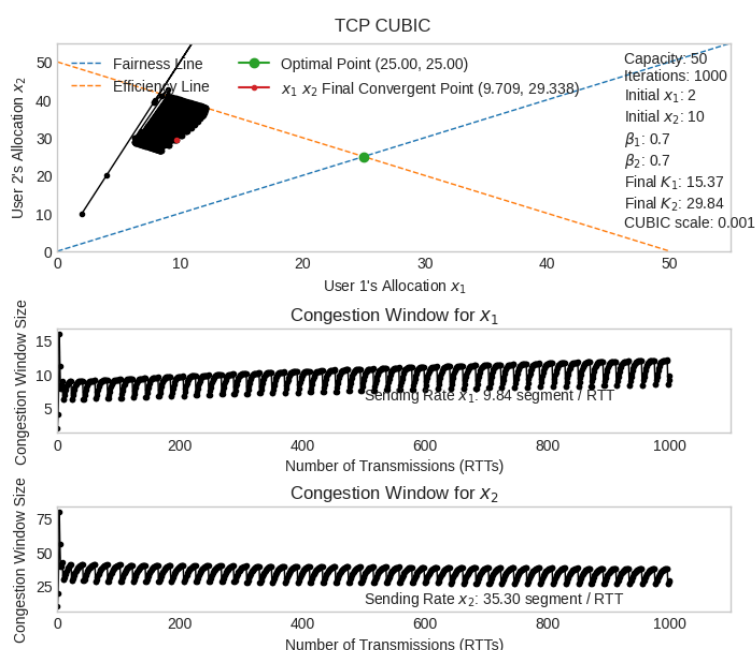 TCP CUBIC
User 2's Allocation x₂
50
40
30
20
10
0
Fairness Line
Efficiency Line
Optimal Point (25.00, 25.00)
x₁ x₂ Final Convergent Point (9.709, 29.338)
Capacity: 50
Iterations: 1000
Initial x₁: 2
Initial x₂: 10
β₁: 0.7
β₂: 0.7
Final K₁: 15.37
Final K₂: 29.84
CUBIC scale: 0.001
0 10 20 30 40 50
User 1's Allocation x₁
Congestion Window for x₁
Congestion Window Size
15
10
5
Sending Rate x₁: 9.84 segment / RTT
0 200 400 600 800 1000
Number of Transmissions (RTTs)
Congestion Window for x₂
Congestion Window Size
75
50
25
Sending Rate x₂: 35.30 segment / RTT
0 200 400 600 800 1000
Number of Transmissions (RTTs)